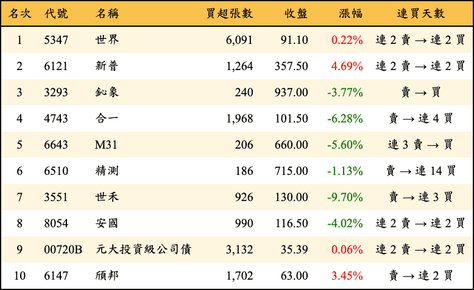 名次 代號 名稱 買超張數 收盤 漲幅 連買天數
1 5347 世界 6,091 91.10 0.22% 連 2 賣 → 連 2 買
2 6121 新普 1,264 357.50 4.69% 連 2 賣 → 連 2 買
3 3293 鈊象 240 937.00 -3.77% 賣 → 買
4 4743 合一 1,968 101.50 -6.28% 賣 → 連 4 買
5 6643 M31 206 660.00 -5.60% 連 3 賣 → 買
6 6510 精測 186 715.00 -1.13% 賣 → 連 14 買
7 3551 世禾 926 130.00 -9.70% 賣 → 連 3 買
8 8054 安國 990 116.50 -4.02% 連 2 賣 → 連 2 買
9 00720B 元大投資級公司債 3,132 35.39 0.06% 連 2 賣 → 連 2 買
10 6147 頎邦 1,702 63.00 3.45% 賣 → 連 2 買